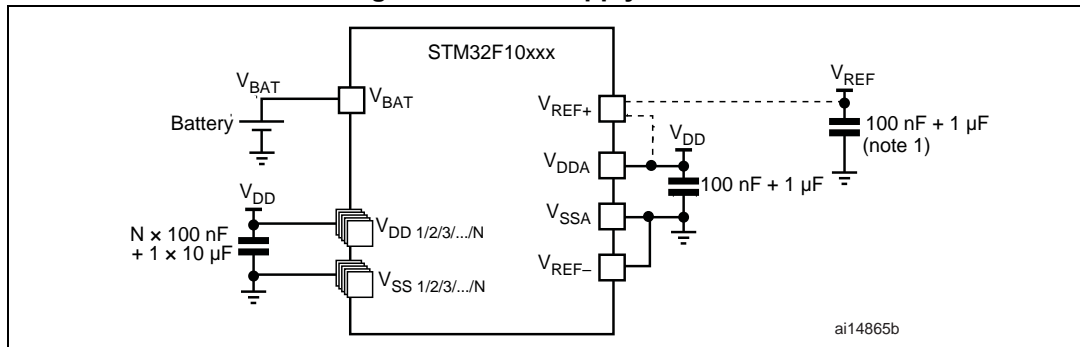 STM32F10xxx
V_BAT
V_BAT
Battery
V_REF+
V_REF
100 nF + 1 µF
(note 1)
V_DD
V_DDA
100 nF + 1 µF
V_SSA
V_REF–
V_DD
N × 100 nF
+ 1 × 10 µF
V_DD 1/2/3/.../N
V_SS 1/2/3/.../N
ai14865b